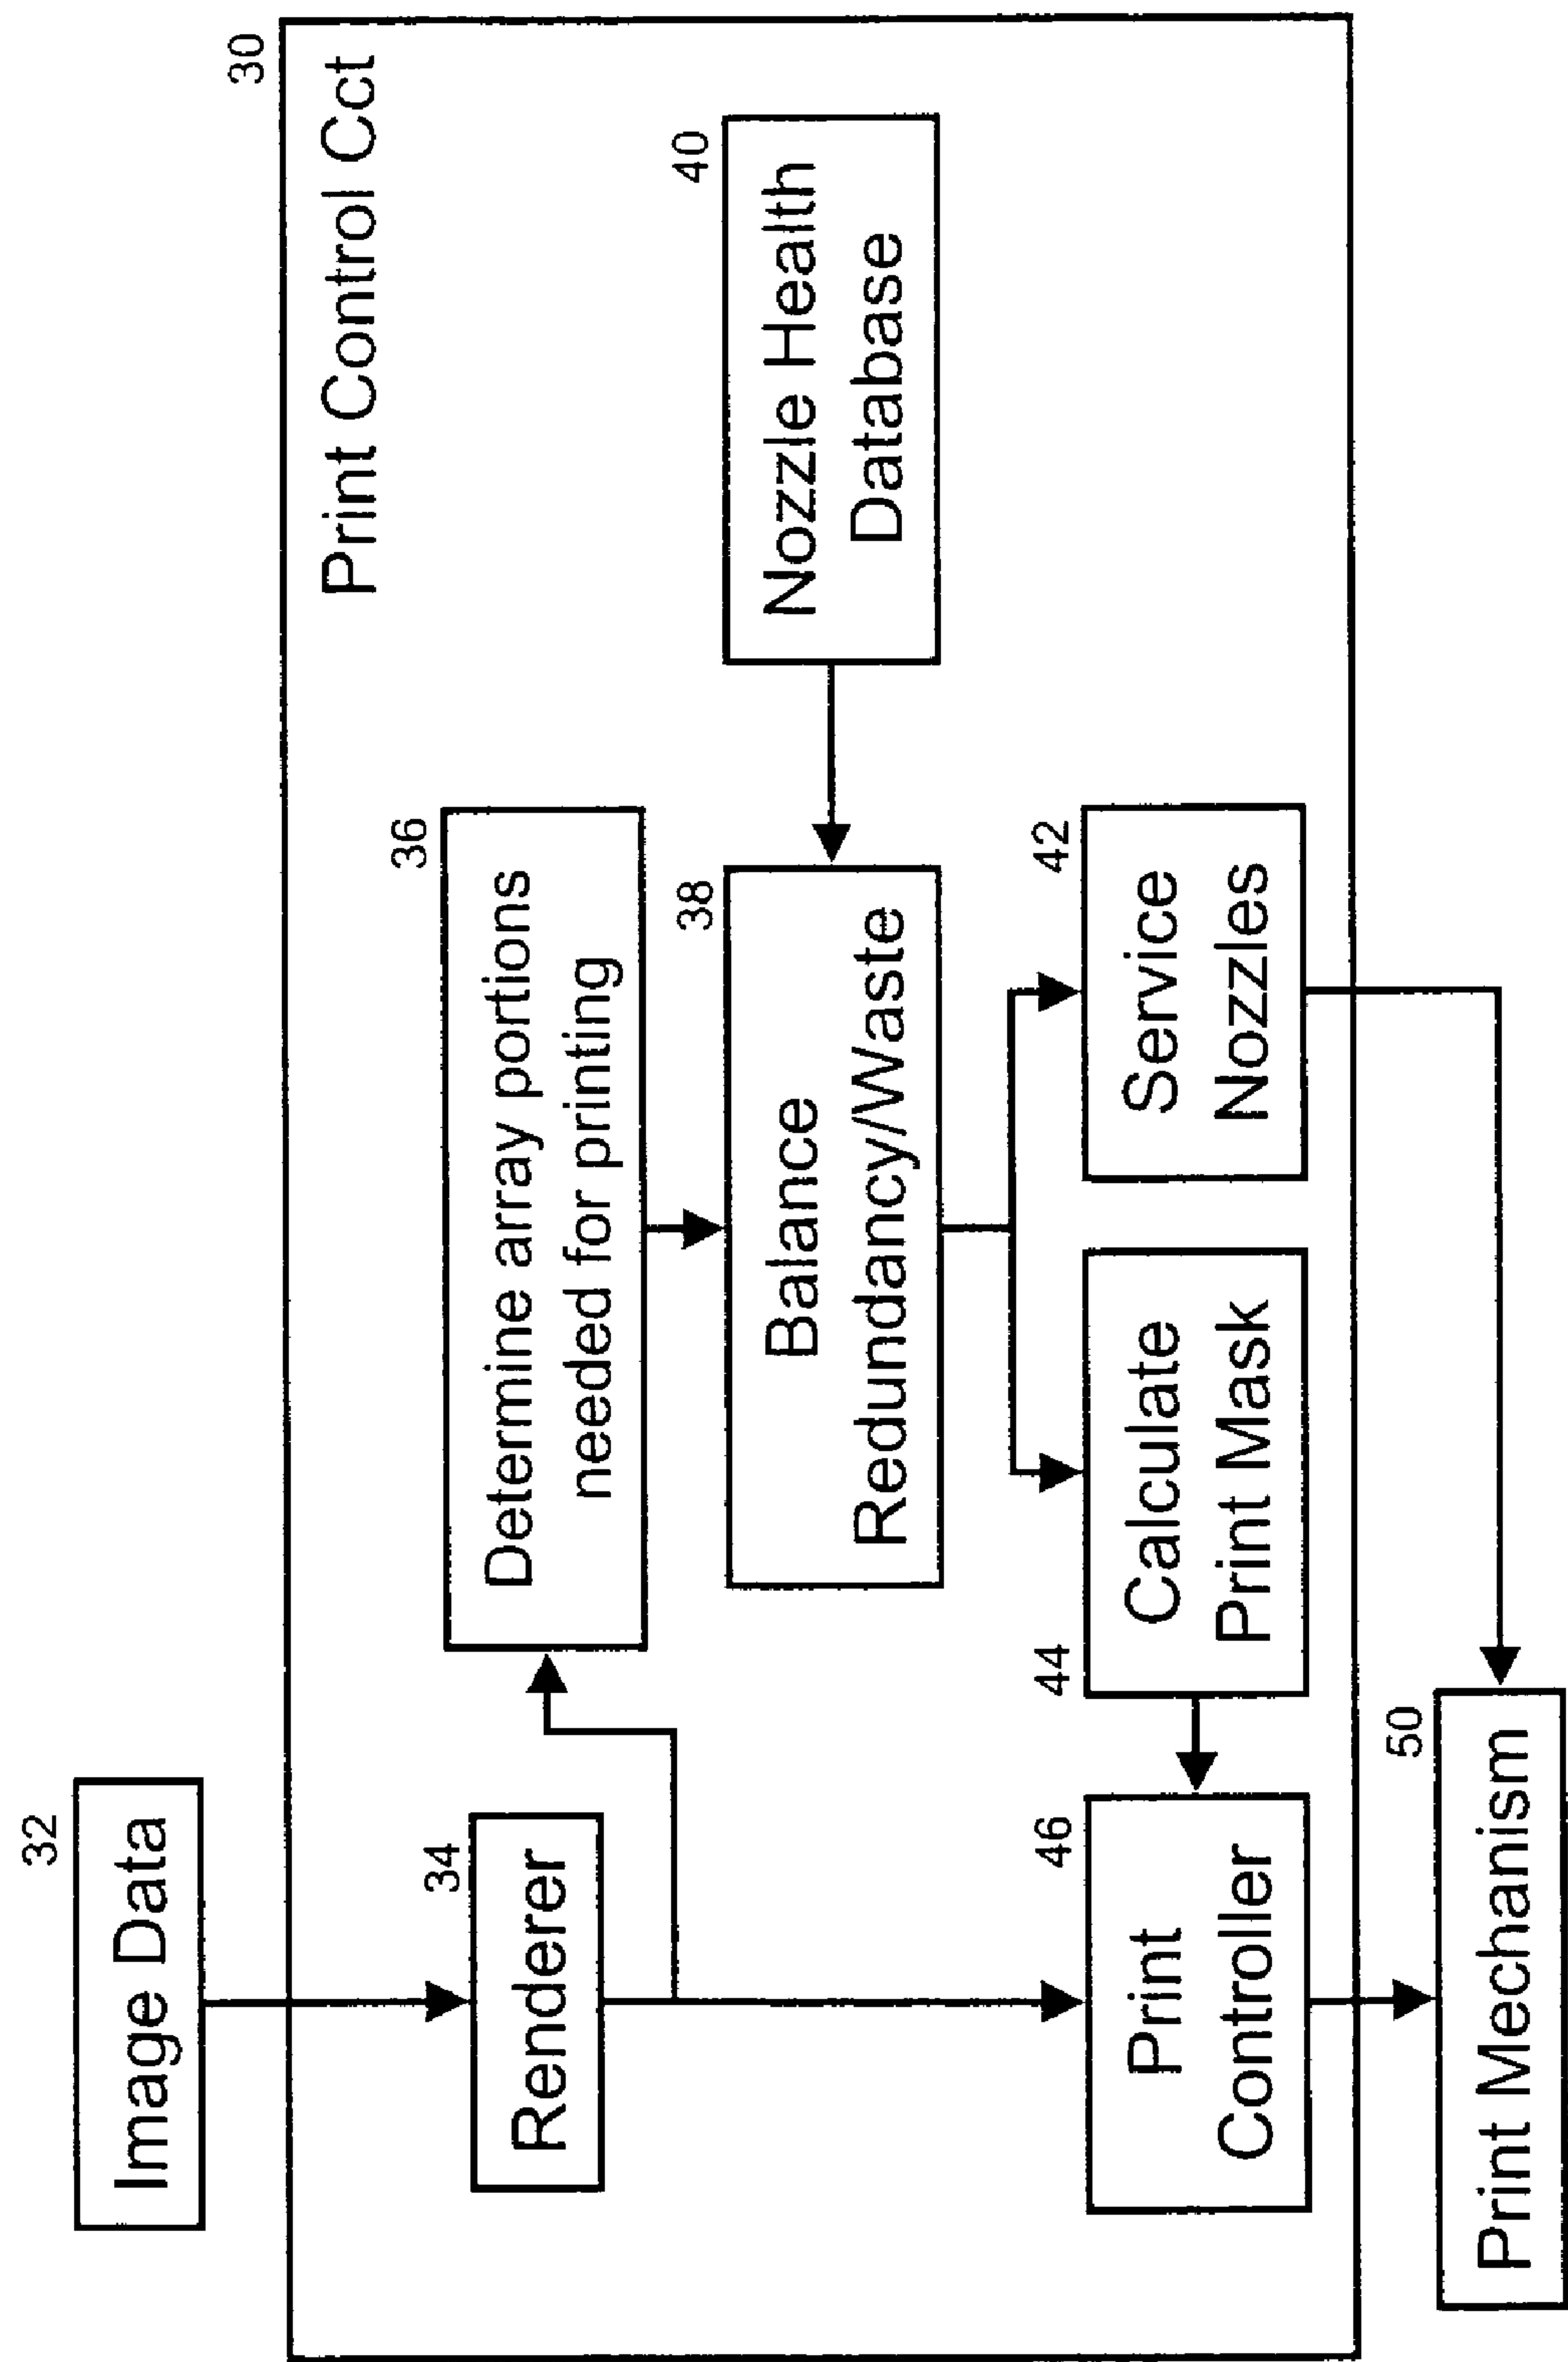 32
Image Data
30
Print Control Cct
34
Renderer
36
Determine array portions
needed for printing
38
Balance
Redundancy/Waste
40
Nozzle Health
Database
46
Print
Controller
44
Calculate
Print Mask
42
Service
Nozzles
50
Print Mechanism